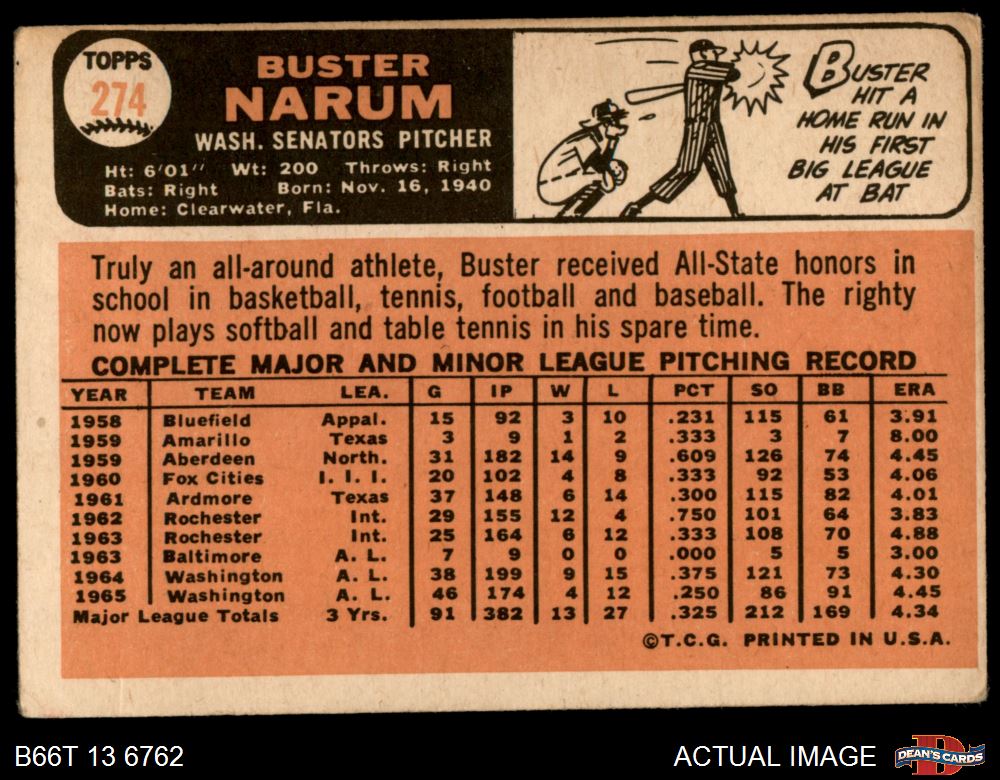 TOPPS
274
BUSTER
NARUM
WASH. SENATORS PITCHER
Ht: 6'01" Wt: 200 Throws: Right
Bats: Right Born: Nov. 16, 1940
Home: Clearwater, Fla.
BUSTER
HIT A
HOME RUN IN
HIS FIRST
BIG LEAGUE
AT BAT
Truly an all-around athlete, Buster received All-State honors in
school in basketball, tennis, football and baseball. The righty
now plays softball and table tennis in his spare time.
COMPLETE MAJOR AND MINOR LEAGUE PITCHING RECORD
YEAR TEAM LEA. G IP W L PCT SO BB ERA
1958 Bluefield Appal. 15 92 3 10 .231 115 61 3.91
1959 Amarillo Texas 3 9 1 2 .333 3 7 8.00
1959 Aberdeen North. 31 182 14 9 .609 126 74 4.45
1960 Fox Cities I. I. I. 20 102 4 8 .333 92 53 4.06
1961 Ardmore Texas 37 148 6 14 .300 115 82 4.01
1962 Rochester Int. 29 155 12 4 .750 101 64 3.83
1963 Rochester Int. 25 164 6 12 .333 108 70 4.88
1963 Baltimore A. L. 7 9 0 0 .000 5 5 3.00
1964 Washington A. L. 38 199 9 15 .375 121 73 4.30
1965 Washington A. L. 46 174 4 12 .250 86 91 4.45
Major League Totals 3 Yrs. 91 382 13 27 .325 212 169 4.34
©T.C.G. PRINTED IN U.S.A.
B66T 13 6762
ACTUAL IMAGE
DEAN'S CARDS